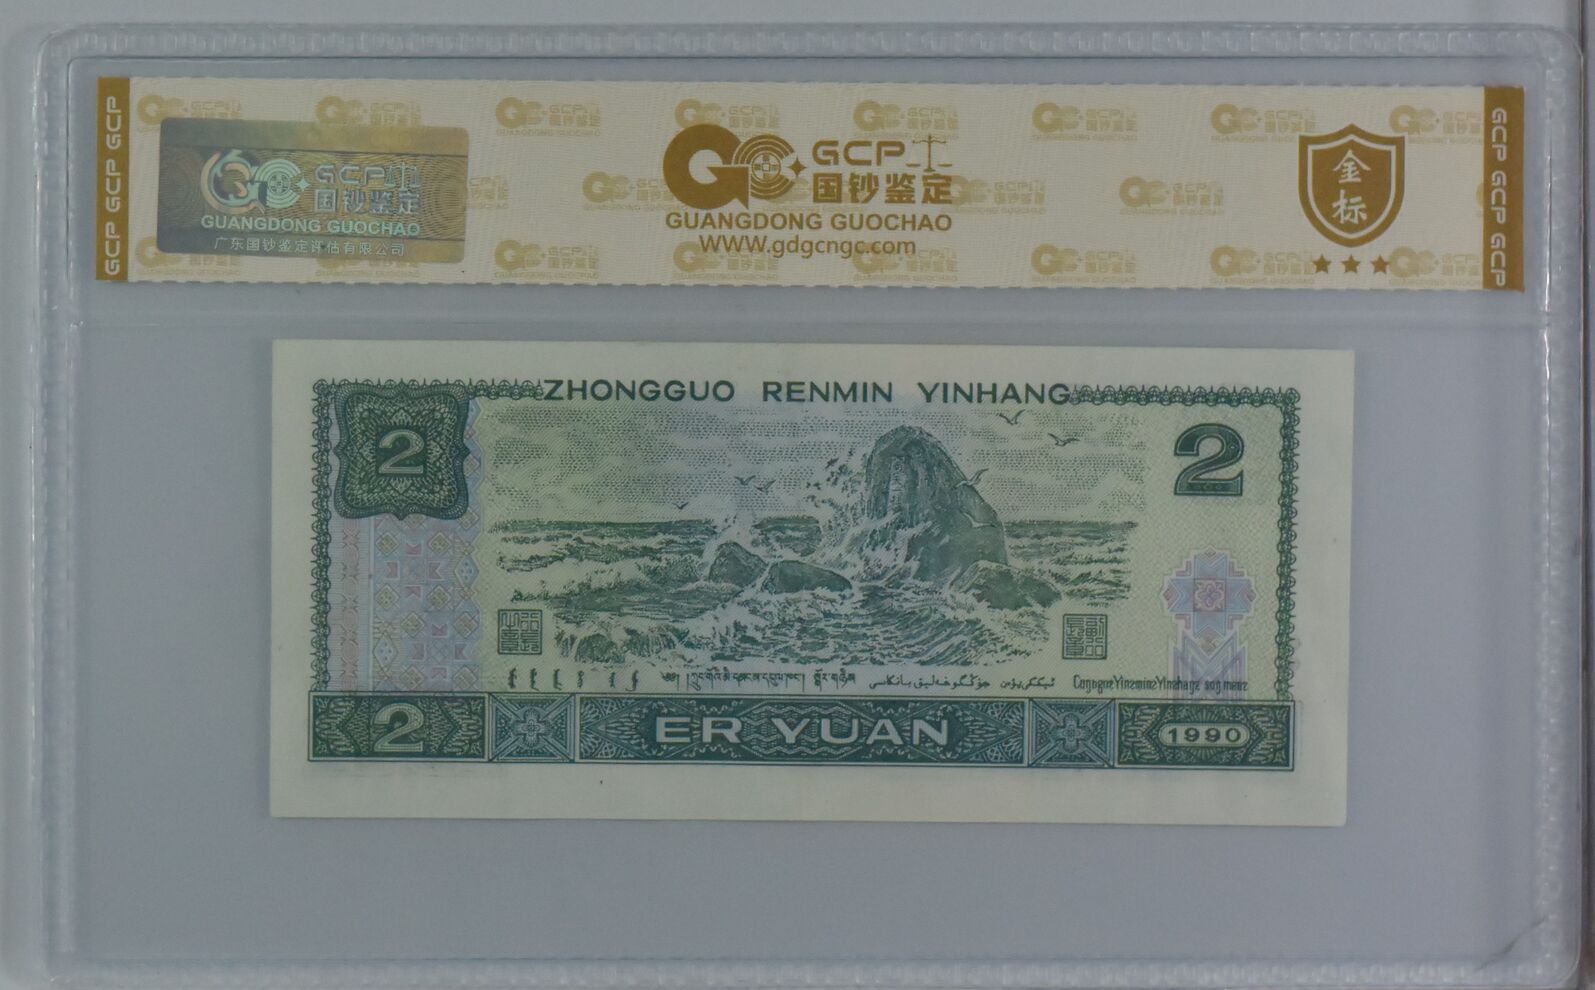 GCP GCP GCP
GCP
国钞鉴定
GUANGDONG GUOCHAO
广东国钞鉴定评估有限公司
GCP
国钞鉴定
GUANGDONG GUOCHAO
WWW.gdgcngc.com
金
标
GCP GCP GCP
ZHONGGUO RENMIN YINHANG
2
2
2
ER YUAN
1990